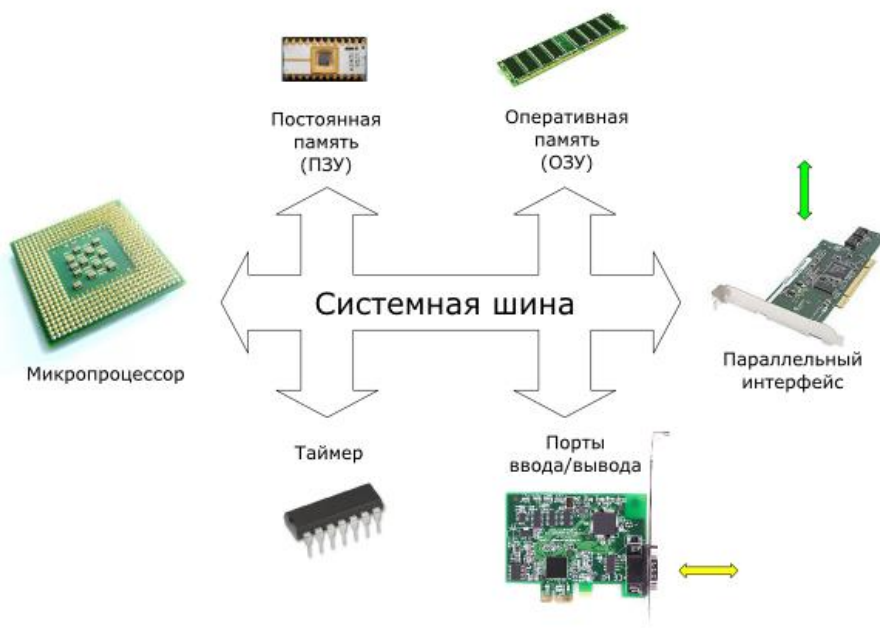 Постоянная
память
(ПЗУ)
Оперативная
память
(ОЗУ)
Системная шина
Микропроцессор
Параллельный
интерфейс
Таймер
Порты
ввода/вывода